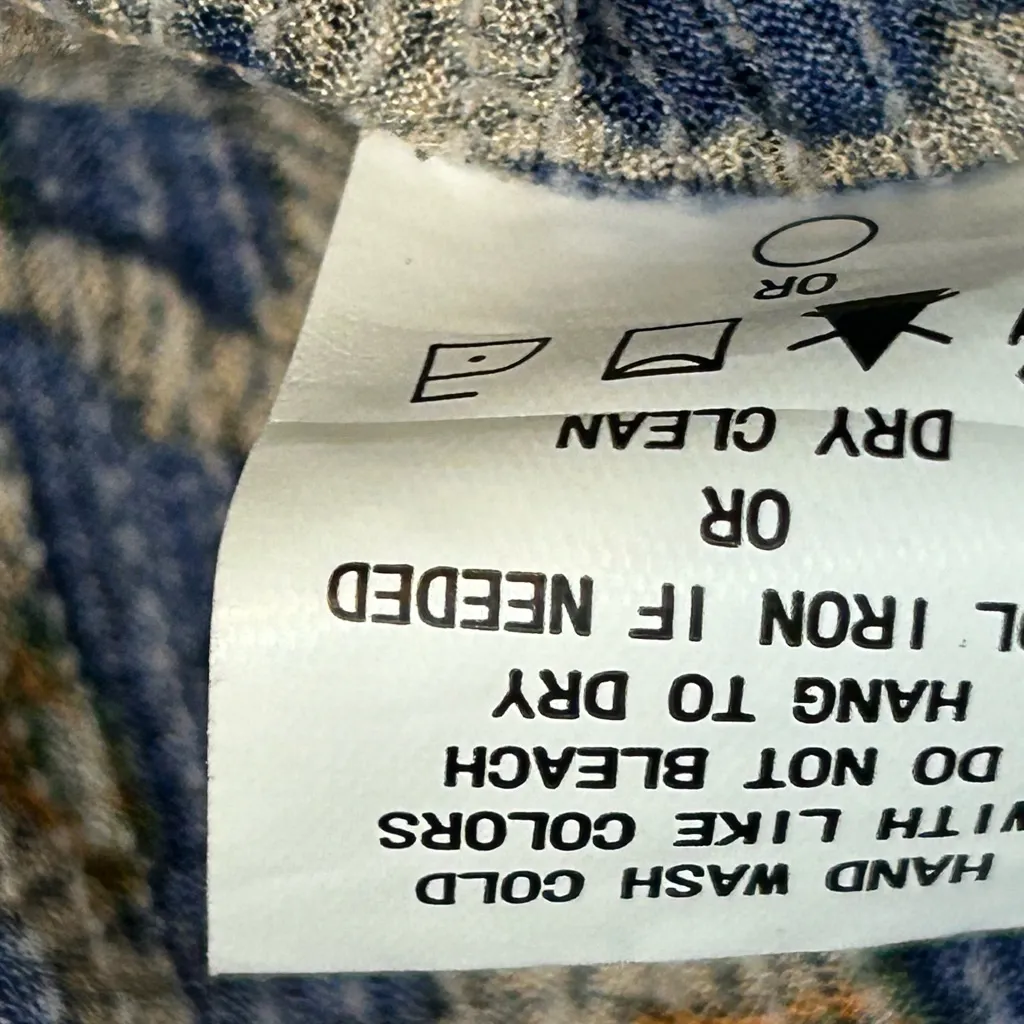 HAND WASH COLD
WITH LIKE COLORS
DO NOT BLEACH
HANG TO DRY
OL IRON IF NEEDED
OR
DRY CLEAN
OR